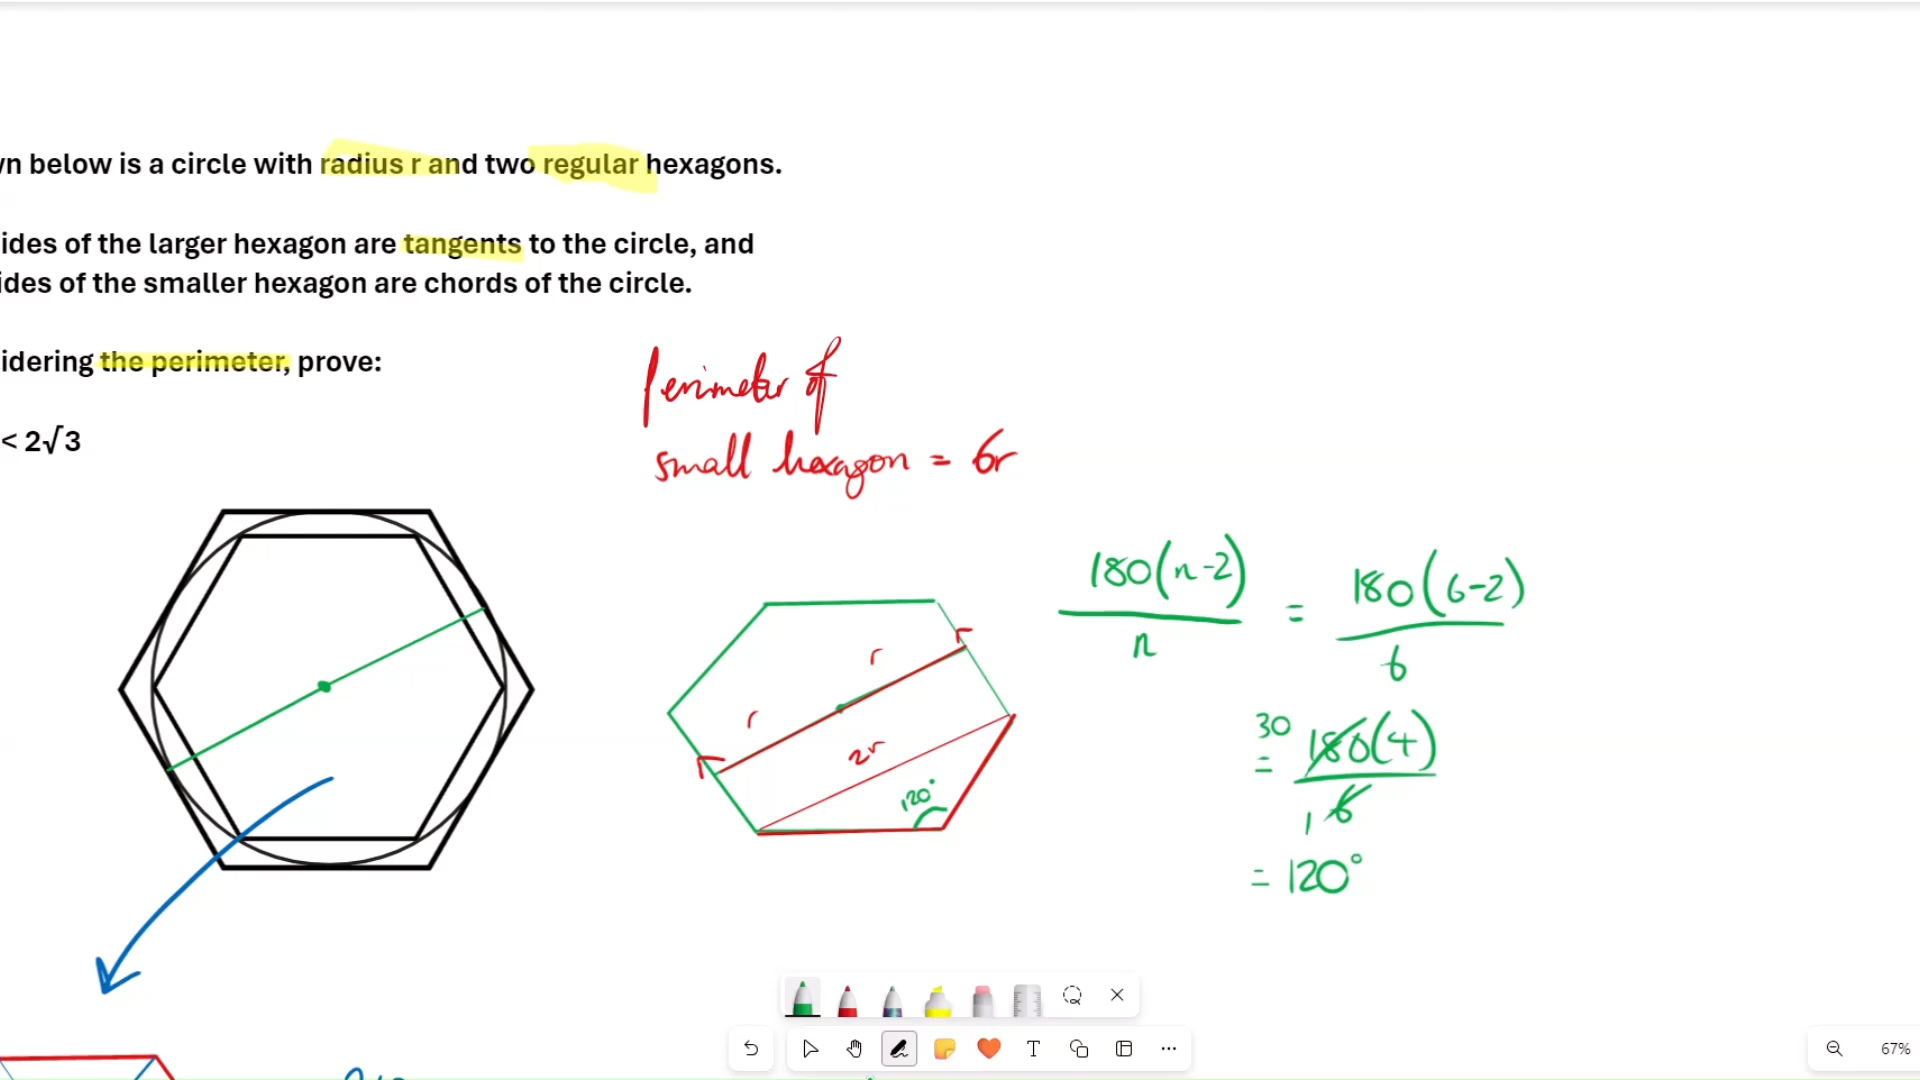 wn below is a circle with radius r and two regular hexagons.
ides of the larger hexagon are tangents to the circle, and
ides of the smaller hexagon are chords of the circle.
idering the perimeter, prove:
< 2√3
Perimeter of
small hexagon = 6r
180(n-2)
n
=
180(6-2)
6
30
= 180(4)
1 6
= 120°
r
r
2r
120°
T
67%